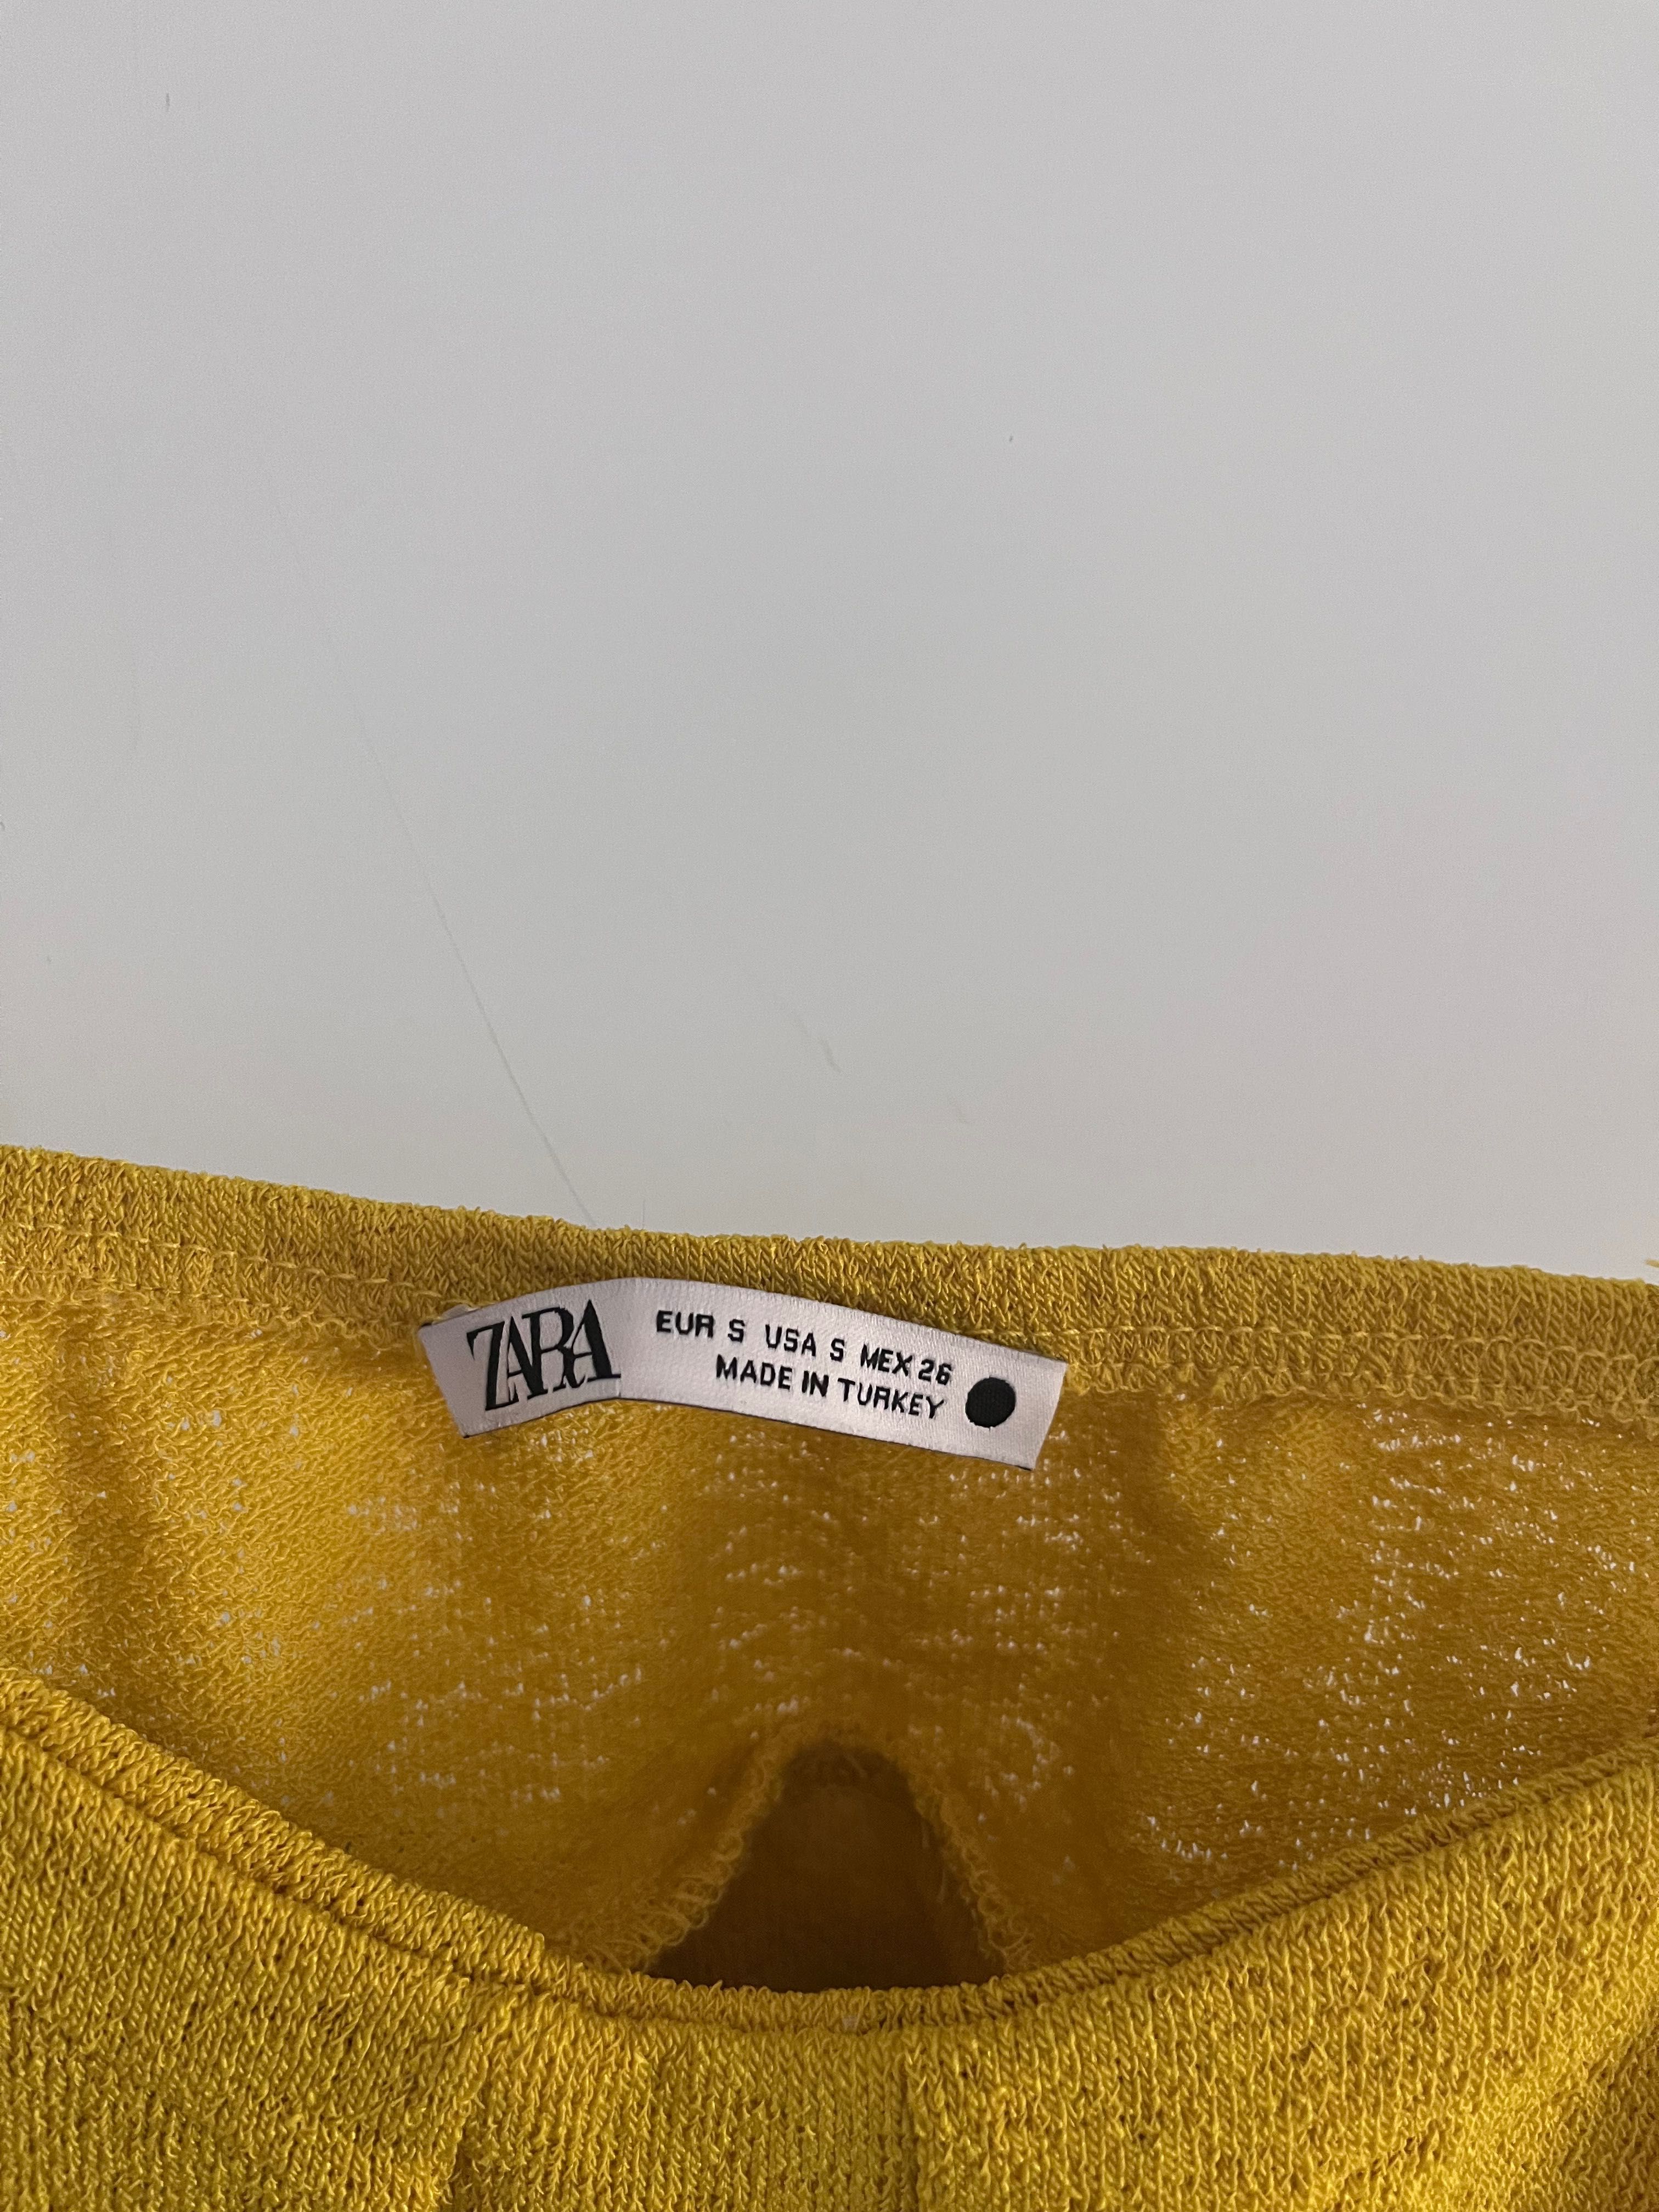 ZARA
EUR S USA S MEX 26
MADE IN TURKEY